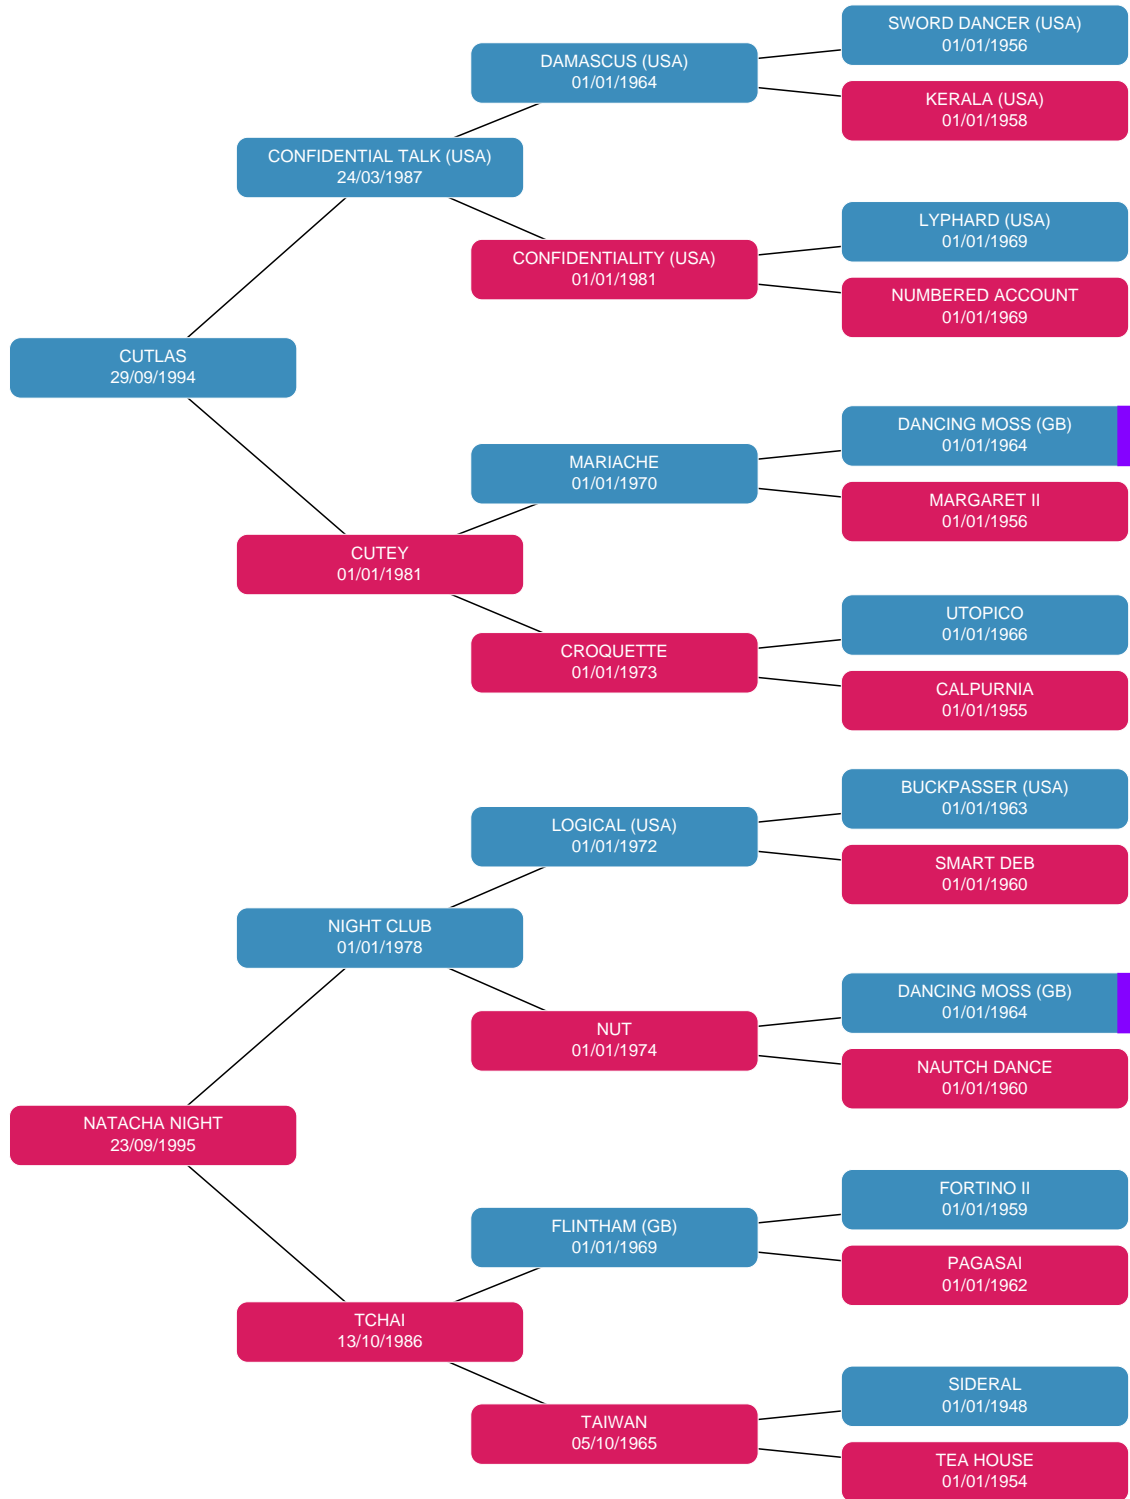 SWORD DANCER (USA)
01/01/1956
DAMASCUS (USA)
01/01/1964
KERALA (USA)
01/01/1958
CONFIDENTIAL TALK (USA)
24/03/1987
LYPHARD (USA)
01/01/1969
CONFIDENTIALITY (USA)
01/01/1981
NUMBERED ACCOUNT
01/01/1969
CUTLAS
29/09/1994
DANCING MOSS (GB)
01/01/1964
MARIACHE
01/01/1970
MARGARET II
01/01/1956
CUTEY
01/01/1981
UTOPICO
01/01/1966
CROQUETTE
01/01/1973
CALPURNIA
01/01/1955
BUCKPASSER (USA)
01/01/1963
LOGICAL (USA)
01/01/1972
SMART DEB
01/01/1960
NIGHT CLUB
01/01/1978
DANCING MOSS (GB)
01/01/1964
NUT
01/01/1974
NAUTCH DANCE
01/01/1960
NATACHA NIGHT
23/09/1995
FORTINO II
01/01/1959
FLINTHAM (GB)
01/01/1969
PAGASAI
01/01/1962
TCHAI
13/10/1986
SIDERAL
01/01/1948
TAIWAN
05/10/1965
TEA HOUSE
01/01/1954